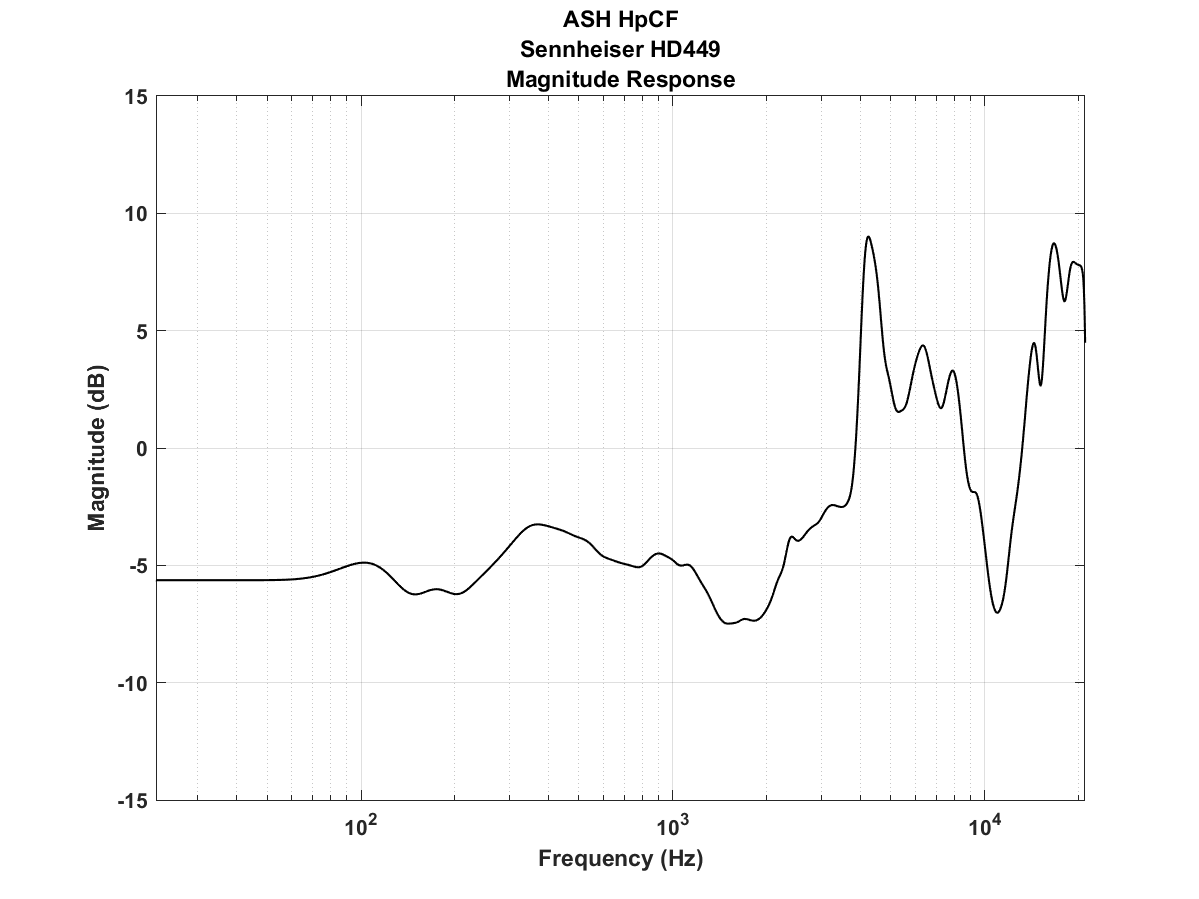 ASH HpCF
Sennheiser HD449
Magnitude Response
15
10
5
0
-5
-10
-15
Magnitude (dB)
10² 10³ 10⁴
Frequency (Hz)